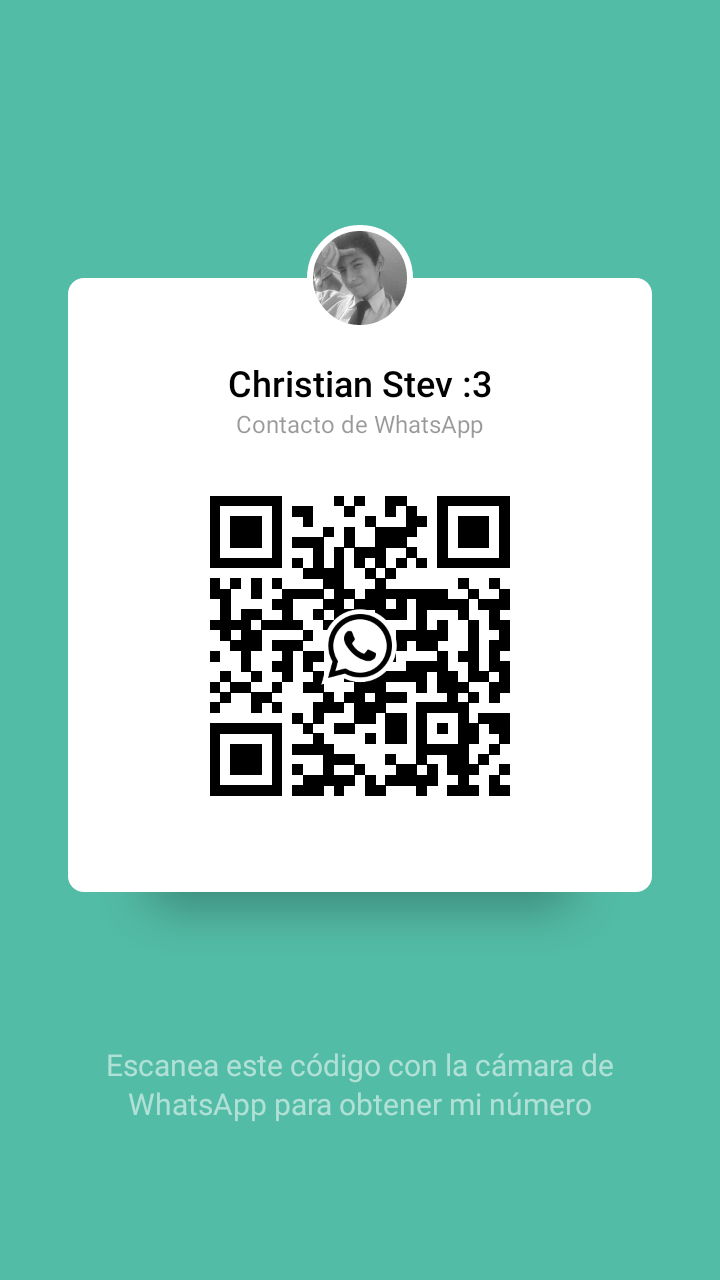 Christian Stev :3
Contacto de WhatsApp
Escanea este código con la cámara de
WhatsApp para obtener mi número